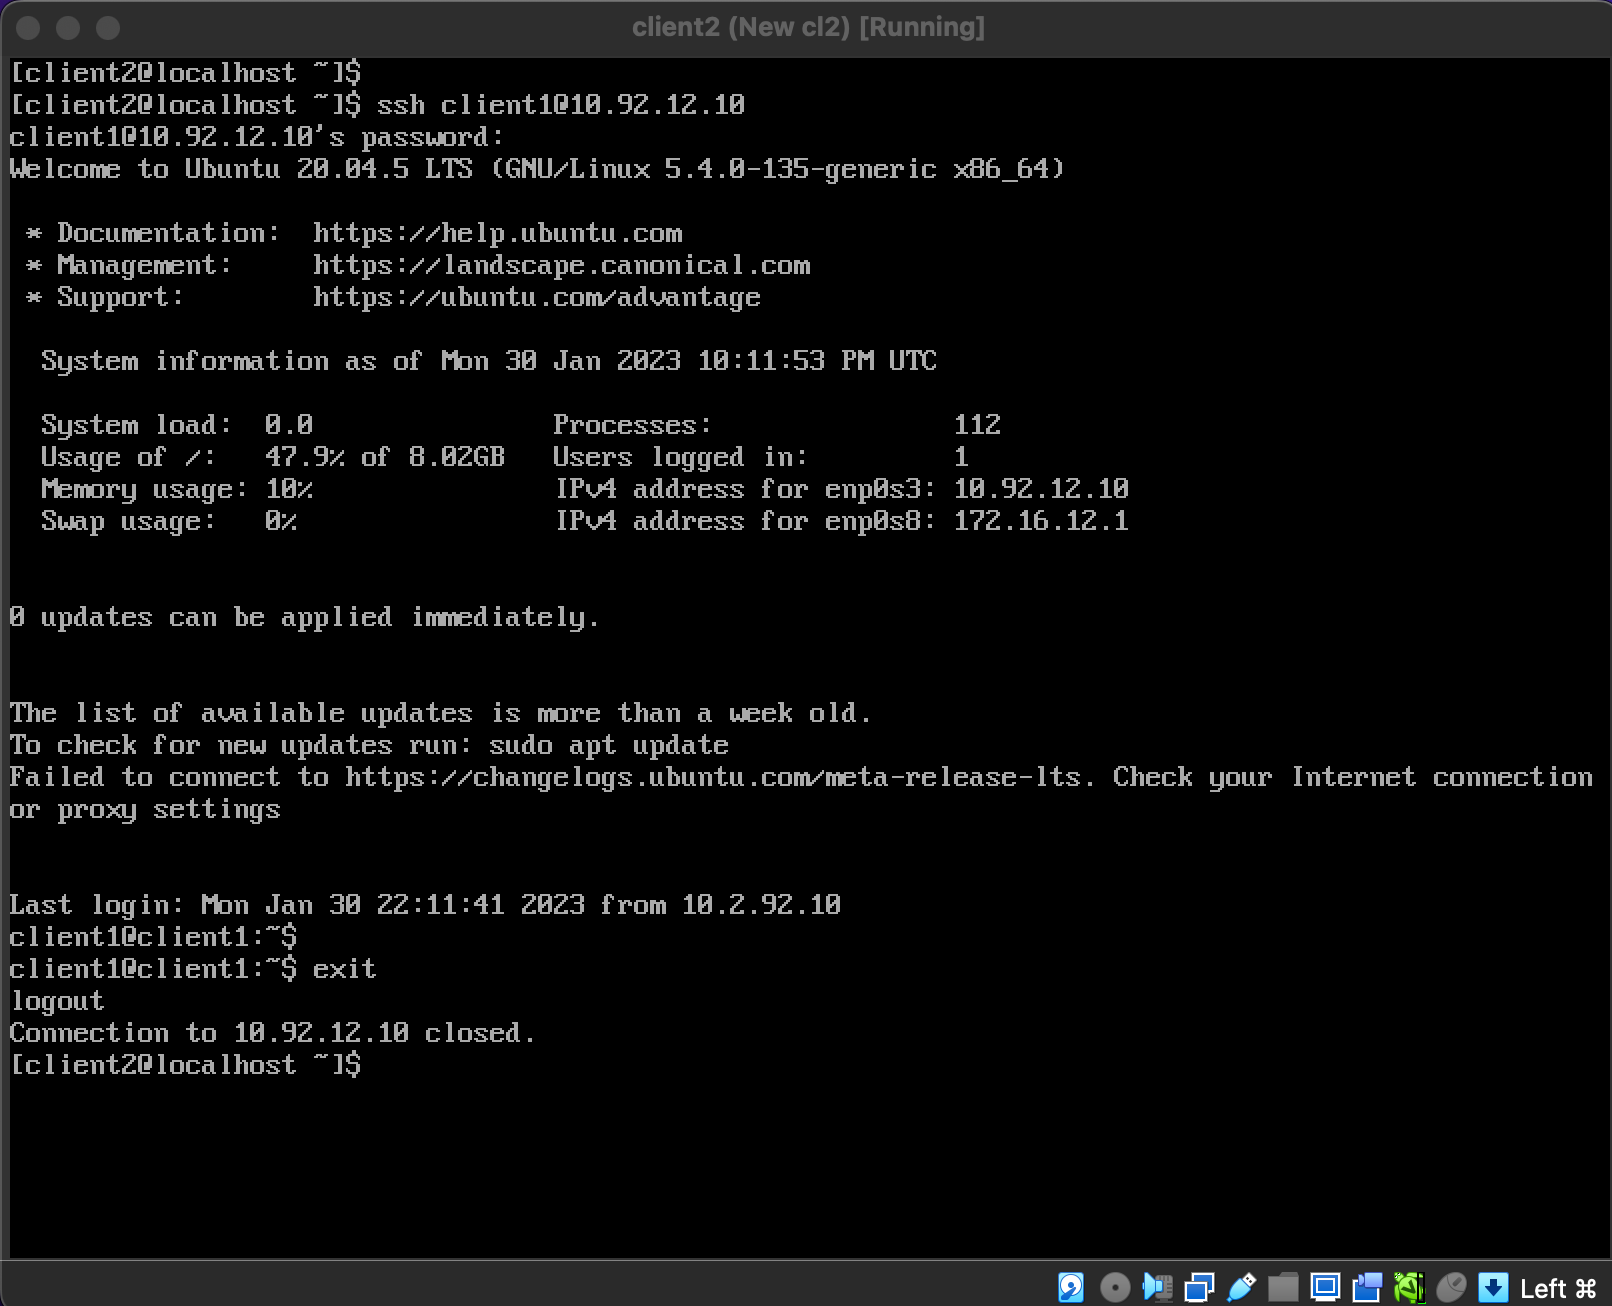 client2 (New cl2) [Running]
[client2@localhost ~]$
[client2@localhost ~]$ ssh client1@10.92.12.10
client1@10.92.12.10's password:
Welcome to Ubuntu 20.04.5 LTS (GNU/Linux 5.4.0-135-generic x86_64)
* Documentation:  https://help.ubuntu.com
* Management:     https://landscape.canonical.com
* Support:        https://ubuntu.com/advantage
System information as of Mon 30 Jan 2023 10:11:53 PM UTC
System load:  0.0               Processes:               112
Usage of /:   47.9% of 8.02GB   Users logged in:         1
Memory usage: 10%               IPv4 address for enp0s3: 10.92.12.10
Swap usage:   0%                IPv4 address for enp0s8: 172.16.12.1
0 updates can be applied immediately.
The list of available updates is more than a week old.
To check for new updates run: sudo apt update
Failed to connect to https://changelogs.ubuntu.com/meta-release-lts. Check your Internet connection
or proxy settings
Last login: Mon Jan 30 22:11:41 2023 from 10.2.92.10
client1@client1:~$
client1@client1:~$ exit
logout
Connection to 10.92.12.10 closed.
[client2@localhost ~]$
Left ⌘